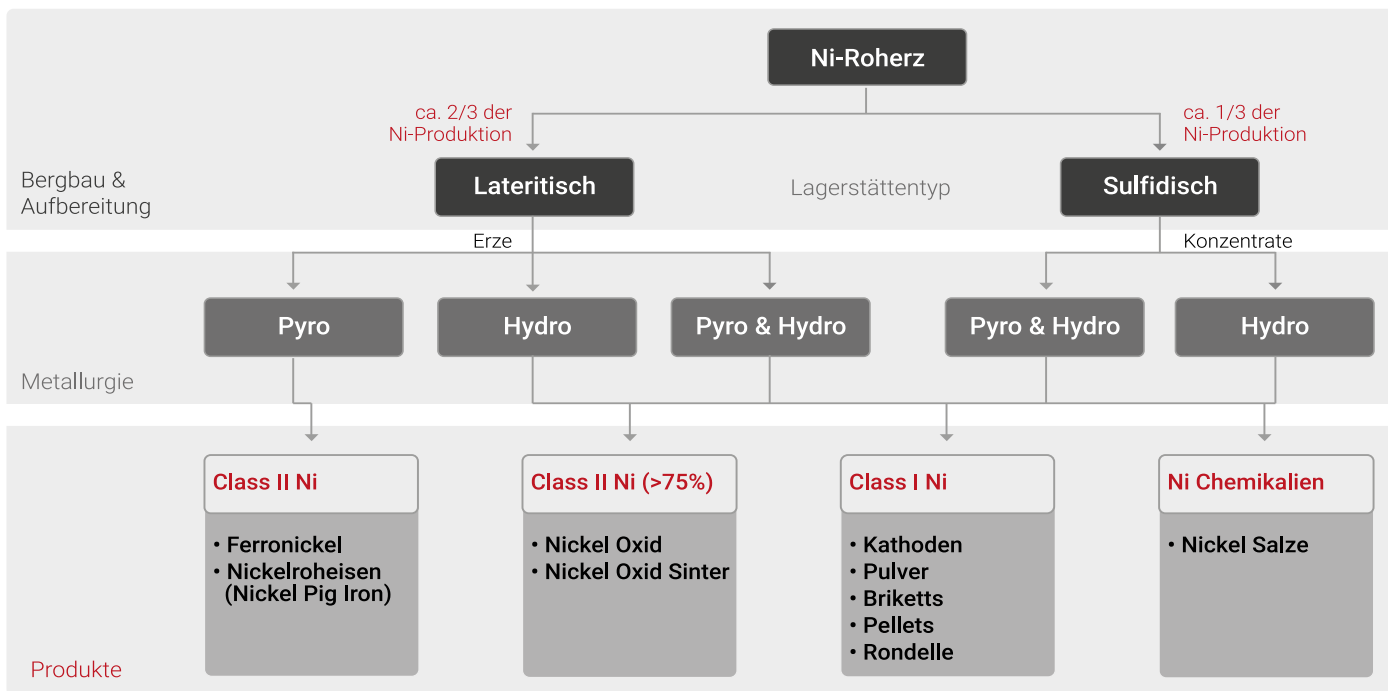 Ni-Roherz
ca. 2/3 der
Ni-Produktion
ca. 1/3 der
Ni-Produktion
Bergbau &
Aufbereitung
Lateritisch
Lagerstättentyp
Sulfidisch
Erze
Konzentrate
Pyro
Hydro
Pyro & Hydro
Pyro & Hydro
Hydro
Metallurgie
Class II Ni
• Ferronickel
• Nickelroheisen
(Nickel Pig Iron)
Class II Ni (>75%)
• Nickel Oxid
• Nickel Oxid Sinter
Class I Ni
• Kathoden
• Pulver
• Briketts
• Pellets
• Rondelle
Ni Chemikalien
• Nickel Salze
Produkte